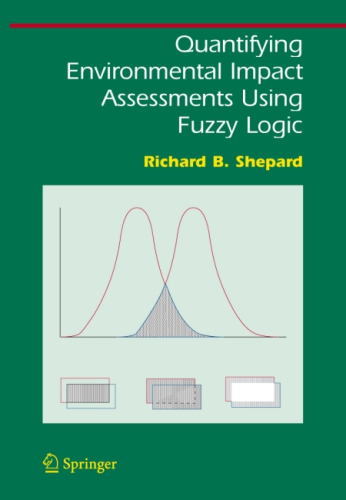 Quantifying
Environmental Impact
Assessments Using
Fuzzy Logic
Richard B. Shepard
Springer